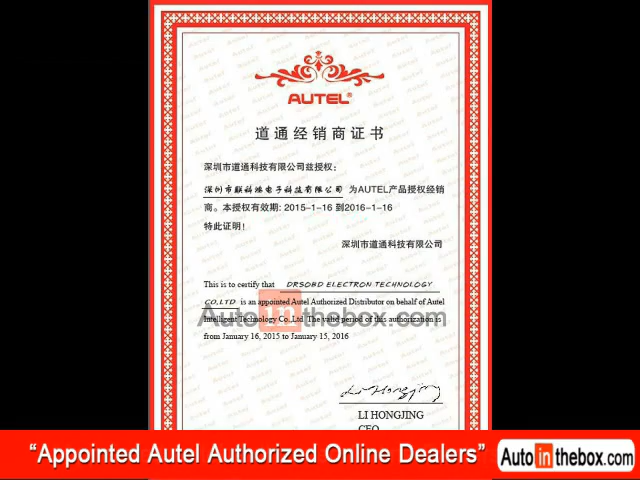 AUTEL®
道通经销商证书
深圳市道通科技有限公司兹授权:
深圳市联科鸿电子科技有限公司 为AUTEL产品授权经销
商。本授权有效期: 2015-1-16 到2016-1-16
特此证明!
深圳市道通科技有限公司
This is to certify that DRSOBD ELECTRON TECHNOLOGY
CO,LTD is an appointed Autel Authorized Distributor on behalf of Autel
Autointhebox.com
Intelligent Technology Co.,Ltd The valid period of this authorization is
from January 16, 2015 to January 15, 2016
Li Hongjing
LI HONGJING
CEO
“Appointed Autel Authorized Online Dealers”
Autointhebox.com